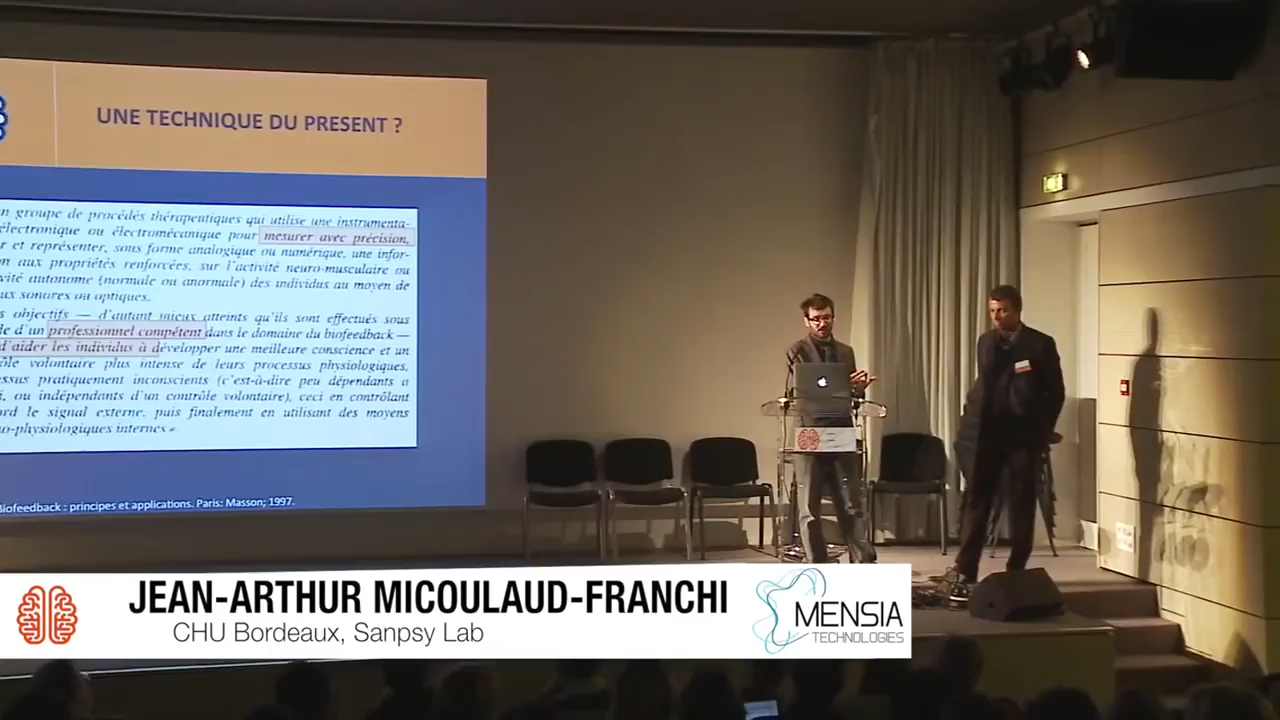 UNE TECHNIQUE DU PRESENT ?
n groupe de procédés thérapeutiques qui utilise une instrumenta-
électronique ou électromécanique pour mesurer avec précision,
r et représenter, sous forme analogique ou numérique, une infor-
on aux propriétés renforcées, sur l'activité neuro-musculaire ou
vité autonome (normale ou anormale) des individus au moyen de
ux sonores ou optiques.
s objectifs — d'autant mieux atteints qu'ils sont effectués sous
de d'un professionnel compétent dans le domaine du biofeedback —
d'aider les individus à développer une meilleure conscience et un
ôle volontaire plus intense de leurs processus physiologiques,
essus pratiquement inconscients (c'est-à-dire peu dépendants a
i, ou indépendants d'un contrôle volontaire), ceci en contrôlant
ord le signal externe, puis finalement en utilisant des moyens
o-physiologiques internes ».
Biofeedback : principes et applications. Paris: Masson; 1997.
JEAN-ARTHUR MICOULAUD-FRANCHI
CHU Bordeaux, Sanpsy Lab
MENSIA
TECHNOLOGIES